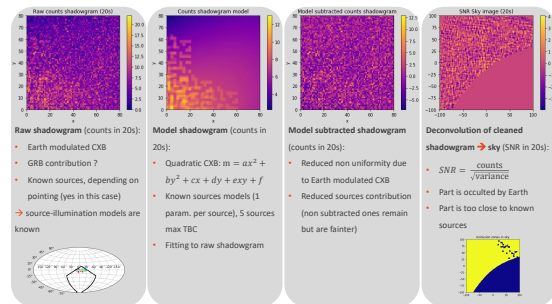 Raw counts shadowgram (20s)
Counts shadowgram model
Model subtracted counts shadowgram
SNR Sky image (20s)
Raw shadowgram (counts in 20s):
• Earth modulated CXB
• GRB contribution ?
• Known sources, depending on
pointing (yes in this case)
→ source-illumination models are
known
Model shadowgram (counts in
20s):
• Quadratic CXB: m = ax² +
by² + cx + dy + exy + f
• Known sources models (1
param. per source), 5 sources
max TBC
• Fitting to raw shadowgram
Model subtracted shadowgram
(counts in 20s):
• Reduced non uniformity due
to Earth modulated CXB
• Reduced sources contribution
(non subtracted ones remain
but are fainter)
Deconvolution of cleaned
shadowgram → sky (SNR in 20s):
• SNR = counts / √variance
• Part is occulted by Earth
• Part is too close to known
sources